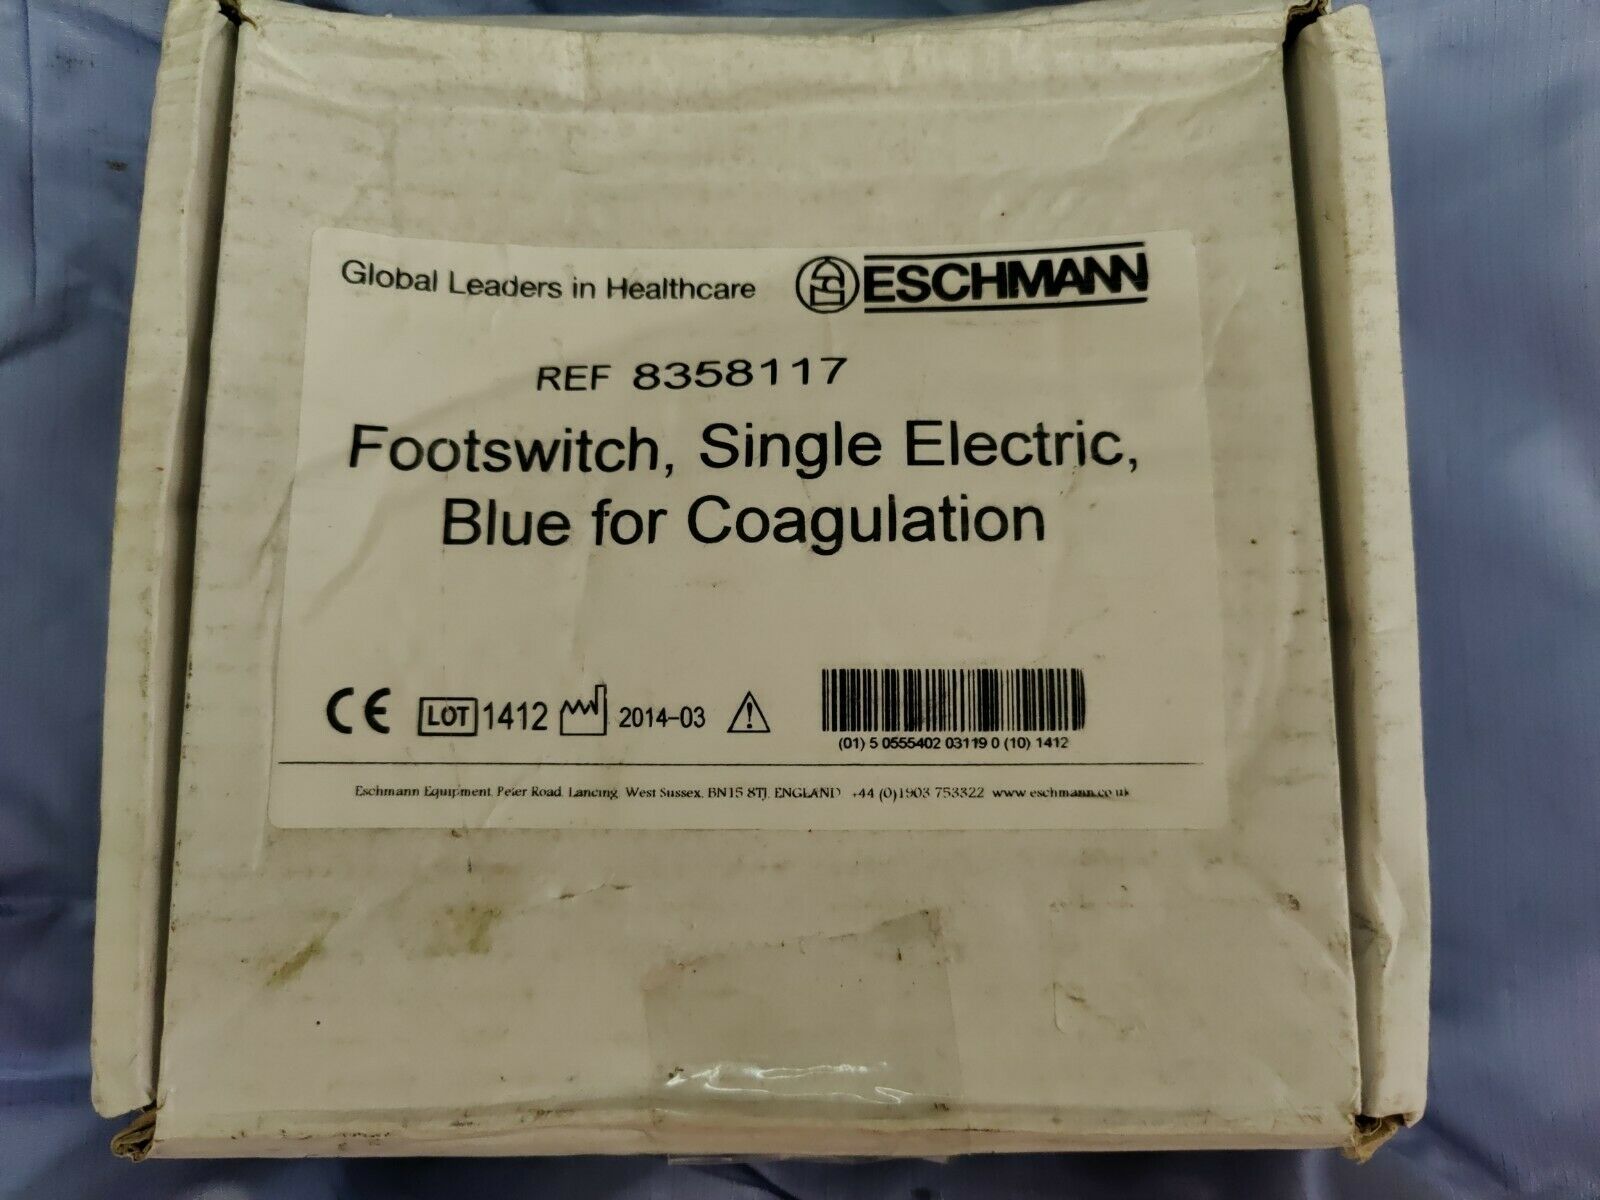 Global Leaders in Healthcare ESCHMANN
REF 8358117
Footswitch, Single Electric,
Blue for Coagulation
CE LOT 1412 2014-03
(01) 5 0555402 03119 0 (10) 1412
Eschmann Equipment, Peter Road, Lancing, West Sussex, BN15 8TJ, ENGLAND +44 (0)1903 753322 www.eschmann.co.uk